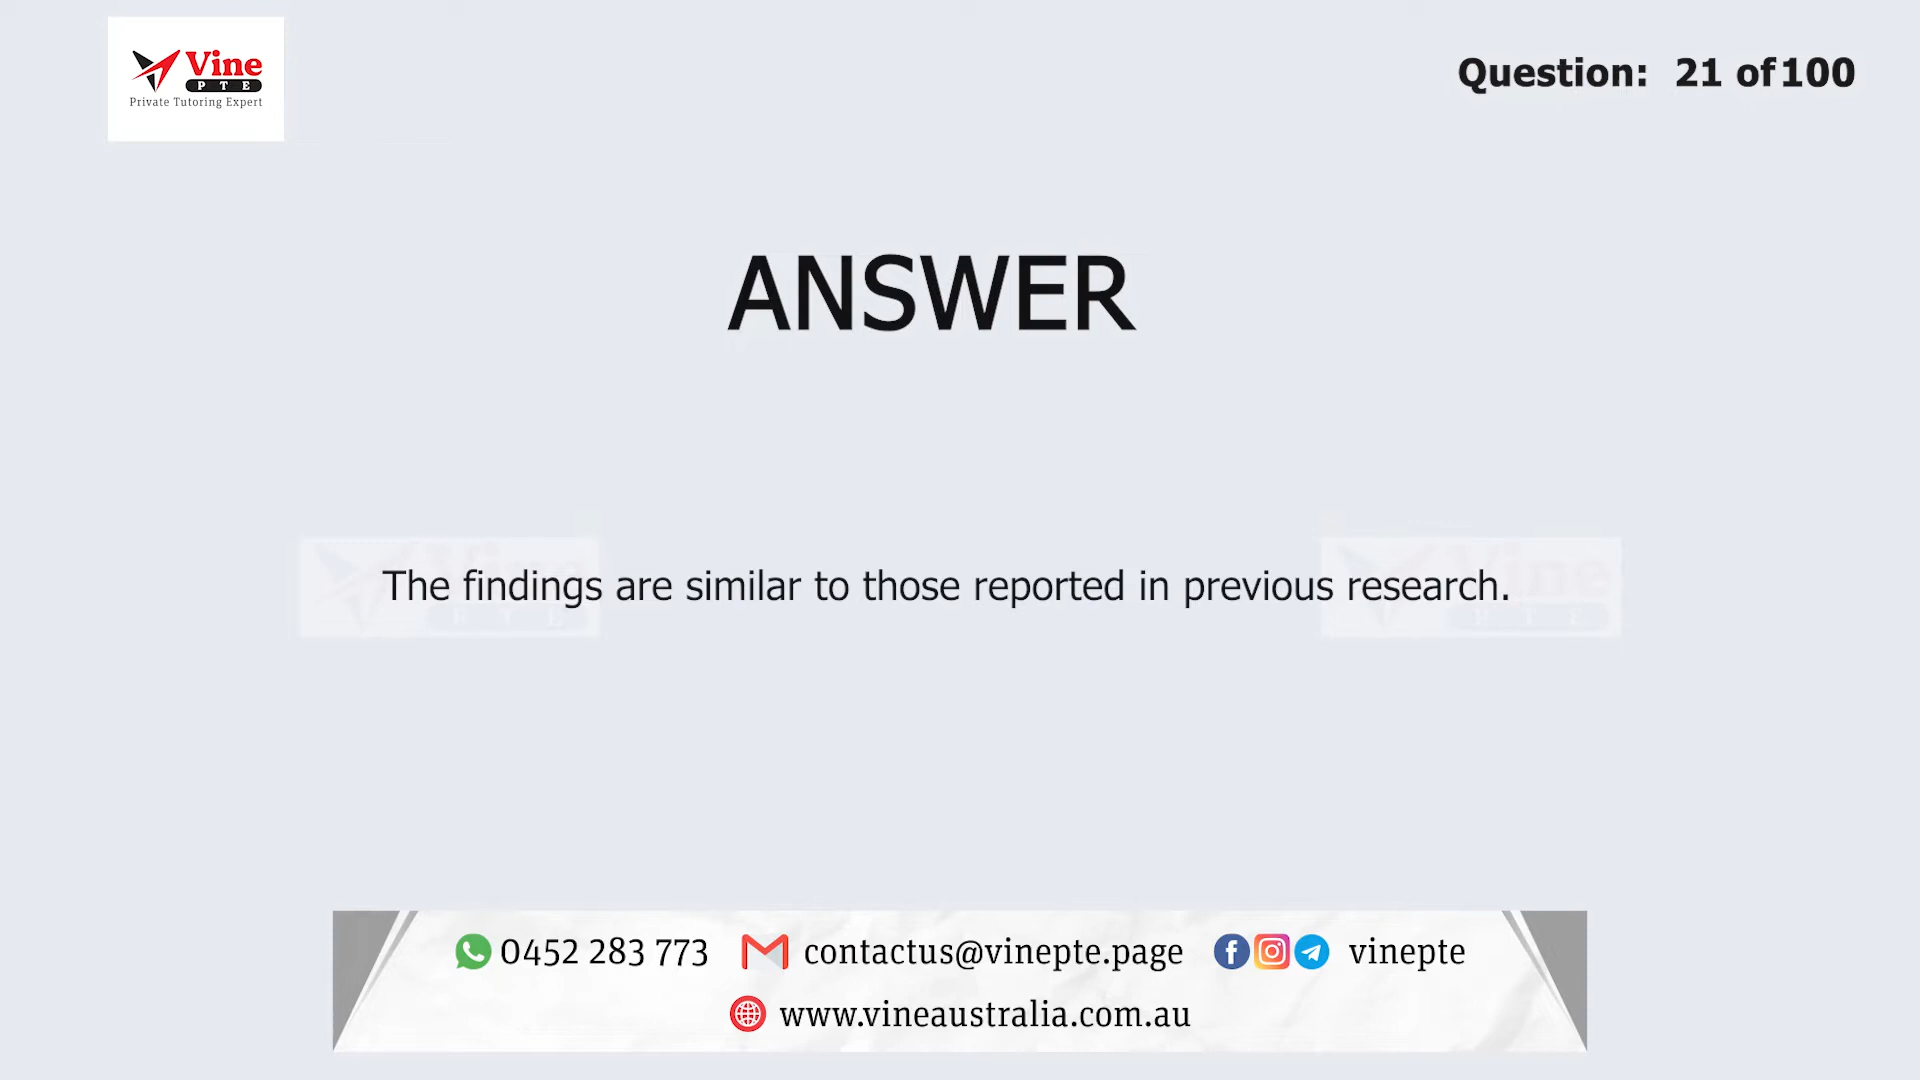 Vine
PTE
Private Tutoring Expert
Question: 21 of 100
ANSWER
The findings are similar to those reported in previous research.
0452 283 773 contactus@vinepte.page vinepte
www.vineaustralia.com.au